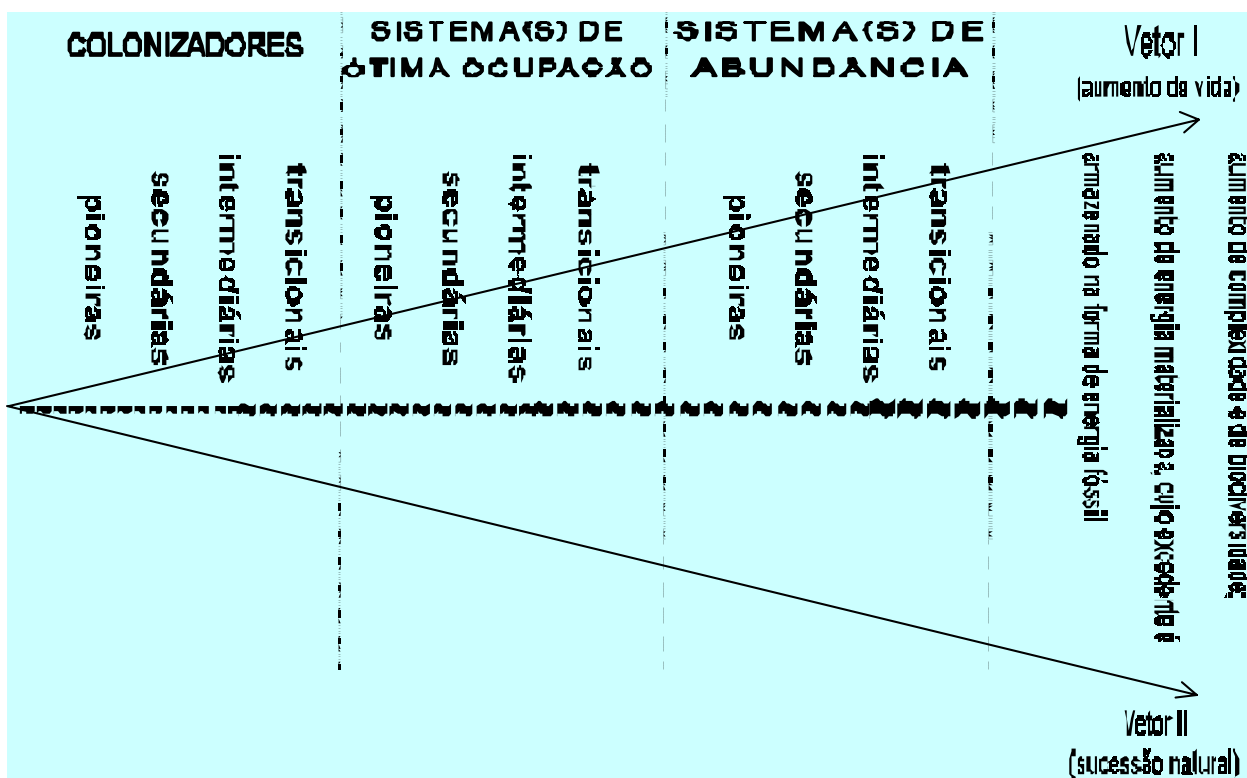 COLONIZADORES
SISTEMA(S) DE
ÓTIMA OCUPAÇÃO
SISTEMA(S) DE
ABUNDÂNCIA
Vetor I
(aumento de vida)
pioneiras
secundárias
intermediárias
transicionais
pioneiras
secundárias
intermediárias
transicionais
pioneiras
secundárias
intermediárias
transicionais
aumento de complexidade e de biodiversidade;
aumento de energia materializada, cujo excedente é
armazenado na forma de energia fóssil
Vetor II
(sucessão natural)